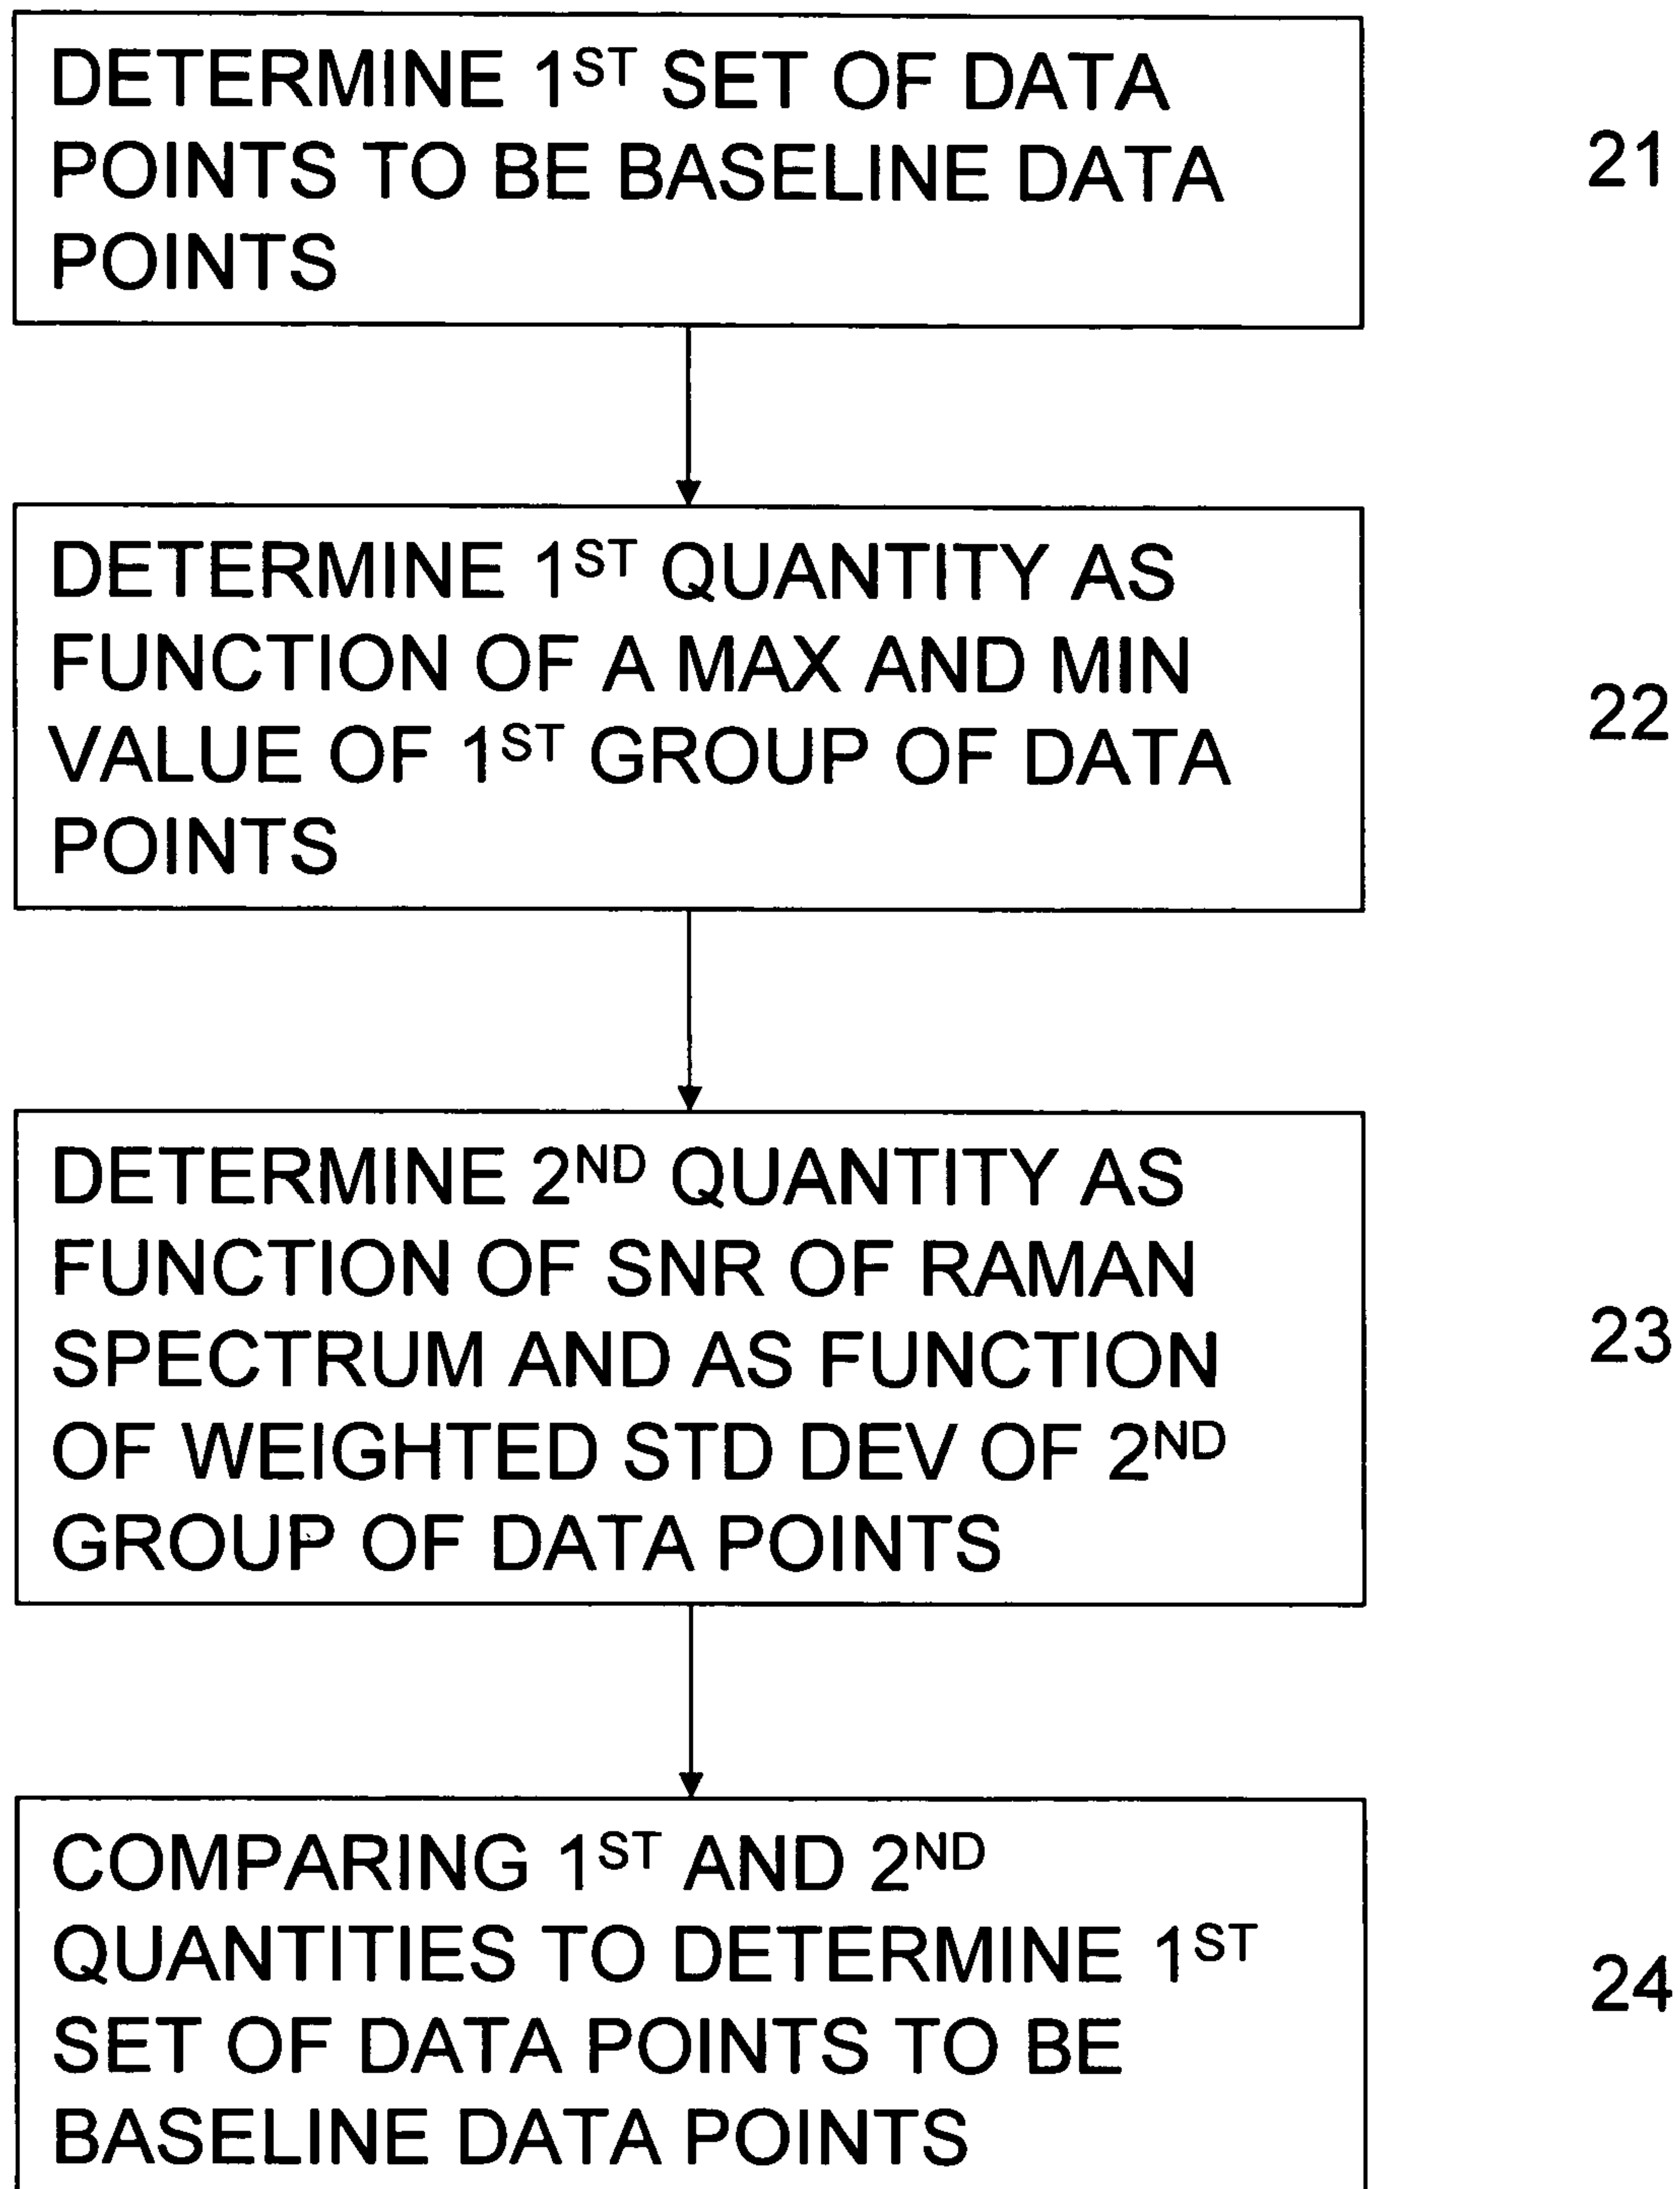 DETERMINE 1ST SET OF DATA
POINTS TO BE BASELINE DATA
POINTS
21
DETERMINE 1ST QUANTITY AS
FUNCTION OF A MAX AND MIN
VALUE OF 1ST GROUP OF DATA
POINTS
22
DETERMINE 2ND QUANTITY AS
FUNCTION OF SNR OF RAMAN
SPECTRUM AND AS FUNCTION
OF WEIGHTED STD DEV OF 2ND
GROUP OF DATA POINTS
23
COMPARING 1ST AND 2ND
QUANTITIES TO DETERMINE 1ST
SET OF DATA POINTS TO BE
BASELINE DATA POINTS
24